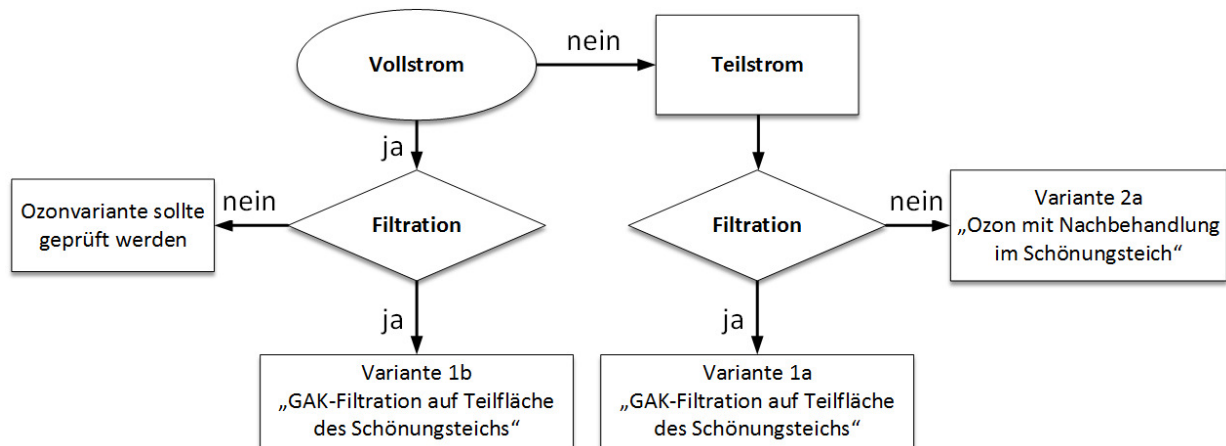 nein
Vollstrom
Teilstrom
ja
nein
Ozonvariante sollte
geprüft werden
Filtration
Filtration
nein
Variante 2a
„Ozon mit Nachbehandlung
im Schönungsteich“
ja
ja
Variante 1b
„GAK-Filtration auf Teilfläche
des Schönungsteichs“
Variante 1a
„GAK-Filtration auf Teilfläche
des Schönungsteichs“